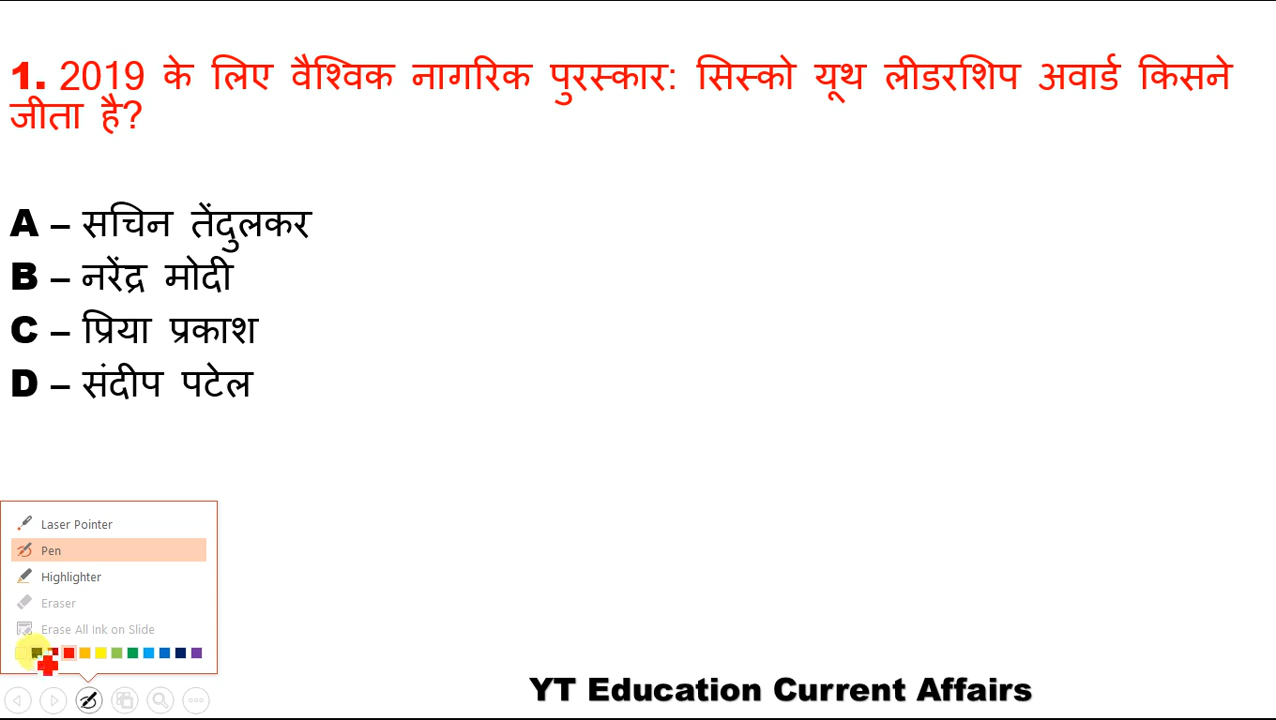 1. 2019 के लिए वैश्विक नागरिक पुरस्कार: सिस्को यूथ लीडरशिप अवार्ड किसने
जीता है?
A – सचिन तेंदुलकर
B – नरेंद्र मोदी
C – प्रिया प्रकाश
D – संदीप पटेल
Laser Pointer
Pen
Highlighter
Eraser
Erase All Ink on Slide
YT Education Current Affairs